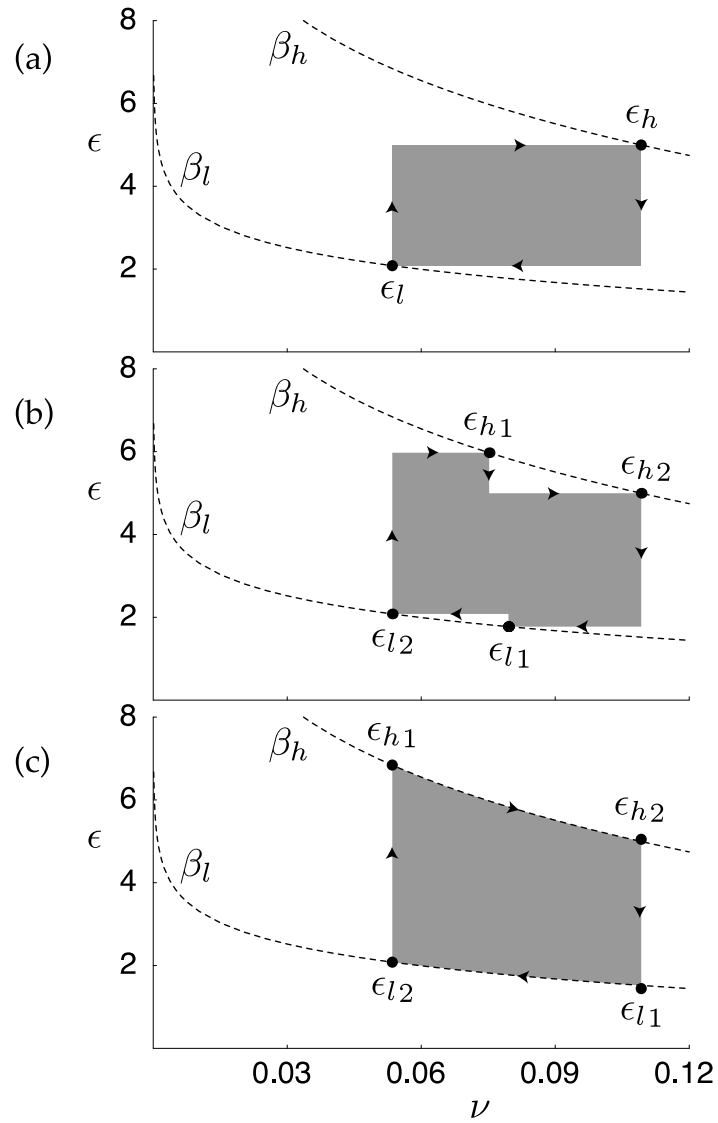 (a)
8
6
ϵ
4
2
β_h
β_l
ϵ_h
ϵ_l
(b)
8
6
ϵ
4
2
β_h
β_l
ϵ_{h1}
ϵ_{h2}
ϵ_{l2}
ϵ_{l1}
(c)
8
6
ϵ
4
2
β_h
β_l
ϵ_{h1}
ϵ_{h2}
ϵ_{l2}
ϵ_{l1}
0.03 0.06 0.09 0.12
ν